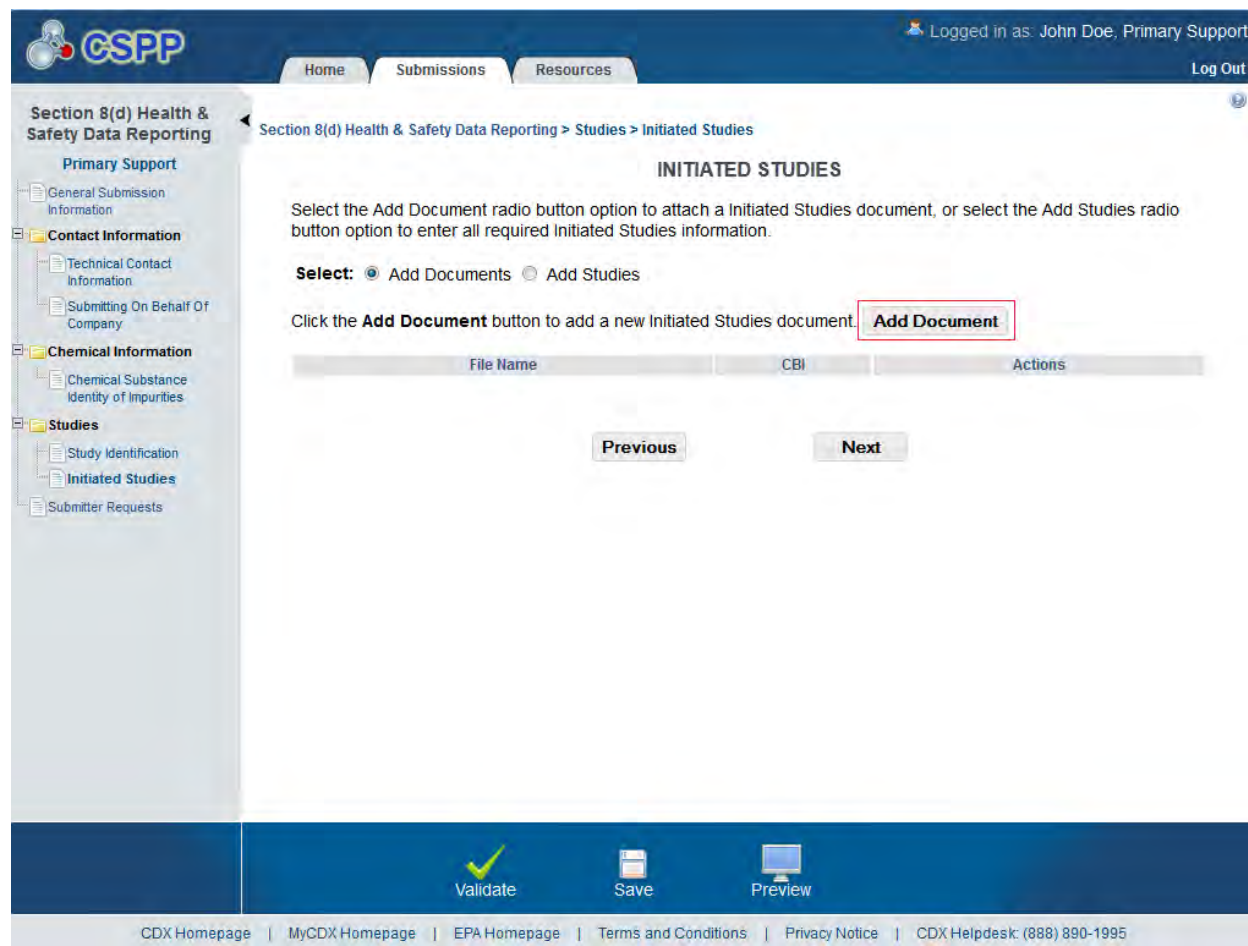 CSPP
Logged in as: John Doe, Primary Support
Home
Submissions
Resources
Log Out
Section 8(d) Health &
Safety Data Reporting
Primary Support
General Submission
Information
Contact Information
Technical Contact
Information
Submitting On Behalf Of
Company
Chemical Information
Chemical Substance
Identity of Impurities
Studies
Study Identification
Initiated Studies
Submitter Requests
Section 8(d) Health & Safety Data Reporting > Studies > Initiated Studies
INITIATED STUDIES
Select the Add Document radio button option to attach a Initiated Studies document, or select the Add Studies radio
button option to enter all required Initiated Studies information.
Select: Add Documents Add Studies
Click the Add Document button to add a new Initiated Studies document. Add Document
File Name CBI Actions
Previous Next
Validate Save Preview
CDX Homepage | MyCDX Homepage | EPA Homepage | Terms and Conditions | Privacy Notice | CDX Helpdesk: (888) 890-1995